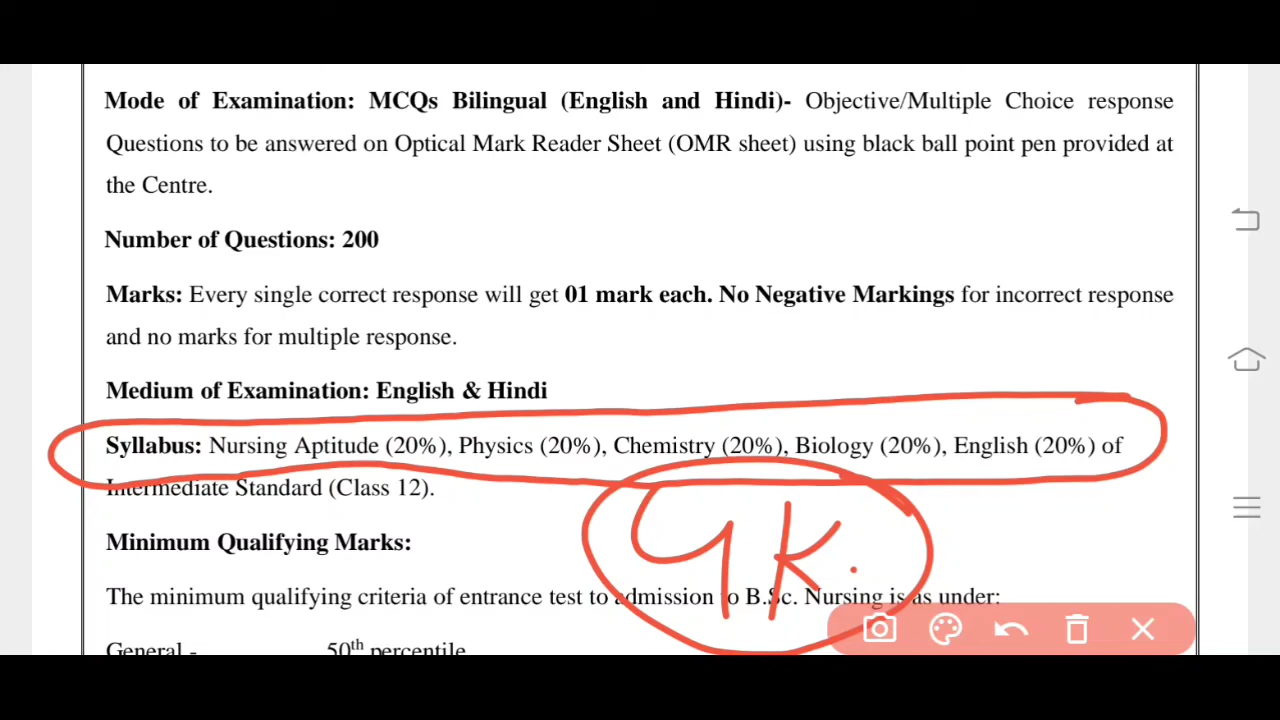 Mode of Examination: MCQs Bilingual (English and Hindi)- Objective/Multiple Choice response
Questions to be answered on Optical Mark Reader Sheet (OMR sheet) using black ball point pen provided at
the Centre.
Number of Questions: 200
Marks: Every single correct response will get 01 mark each. No Negative Markings for incorrect response
and no marks for multiple response.
Medium of Examination: English & Hindi
Syllabus: Nursing Aptitude (20%), Physics (20%), Chemistry (20%), Biology (20%), English (20%) of
Intermediate Standard (Class 12).
GK.
Minimum Qualifying Marks:
The minimum qualifying criteria of entrance test to admission to B.Sc. Nursing is as under:
General - 50th percentile